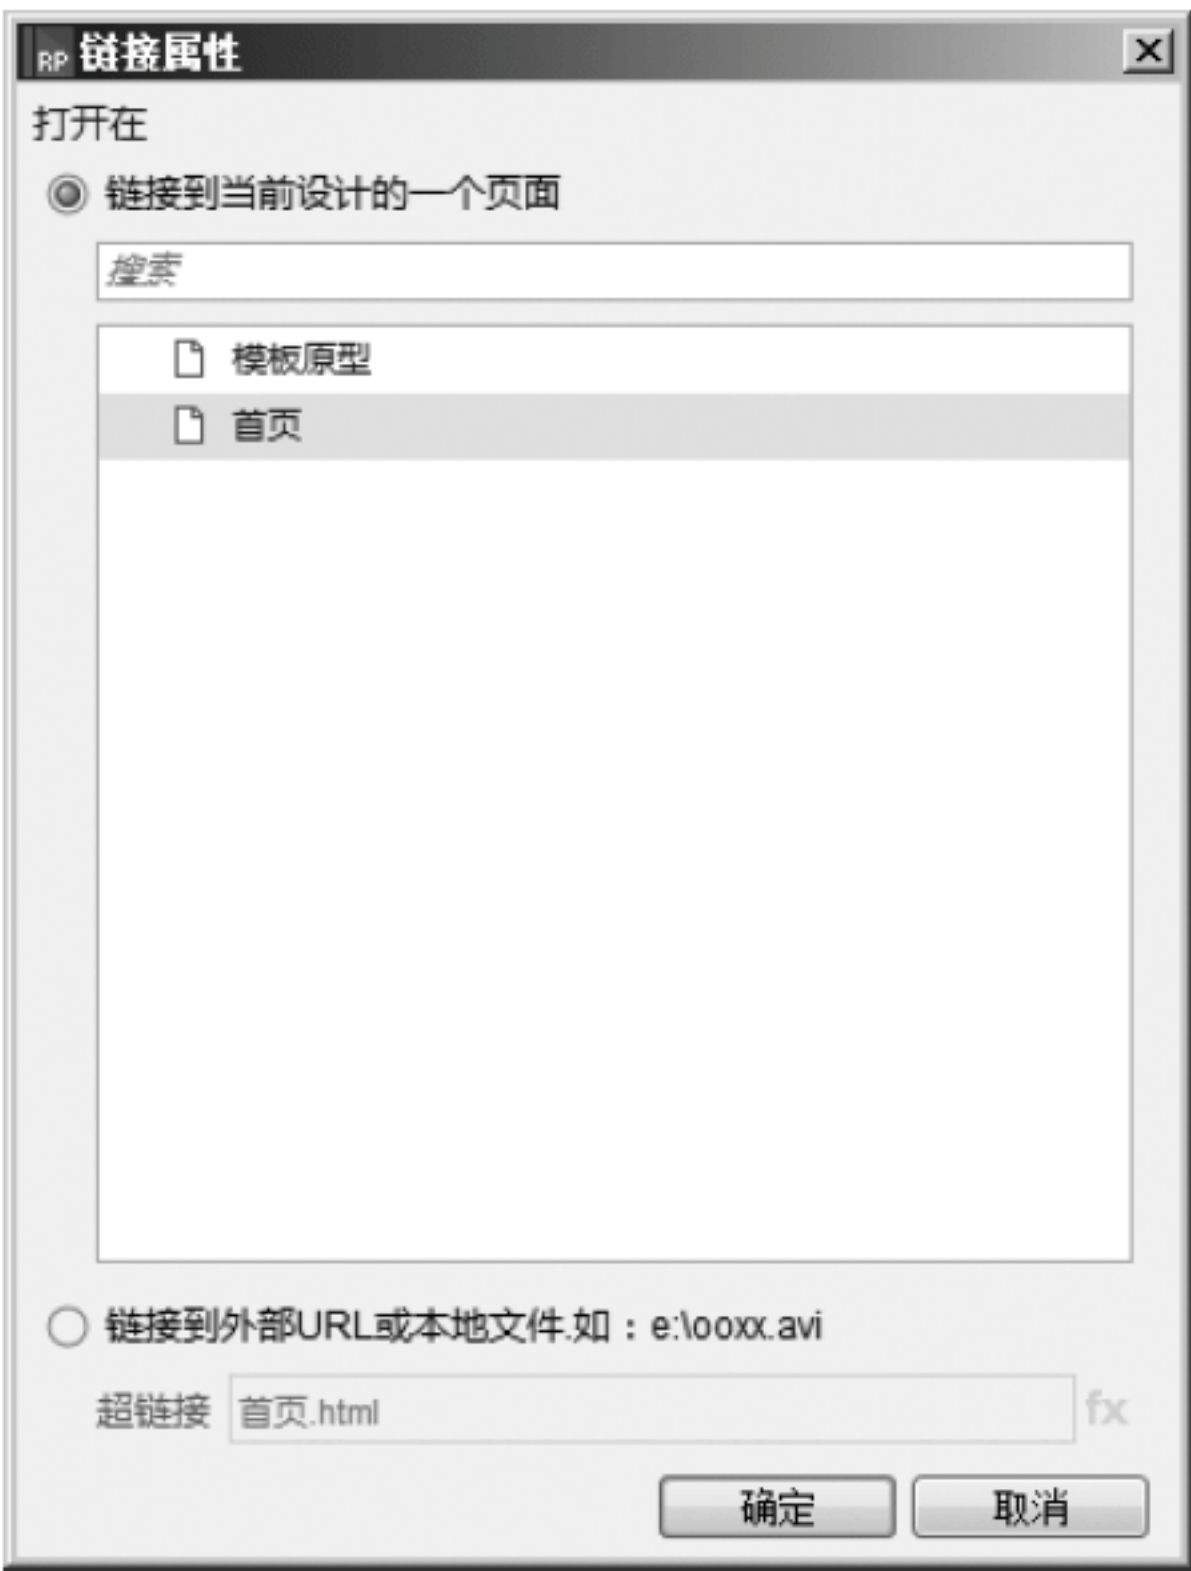 RP 链接属性
打开在
链接到当前设计的一个页面
搜索
模板原型
首页
链接到外部URL或本地文件.如：e:\ooxx.avi
超链接 首页.html fx
确定 取消